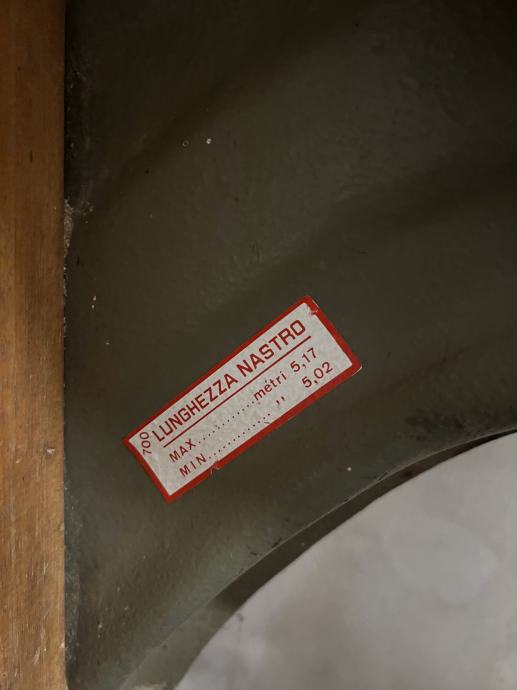 700
LUNGHEZZA NASTRO
MAX............metri 5,17
MIN............. ,, 5,02